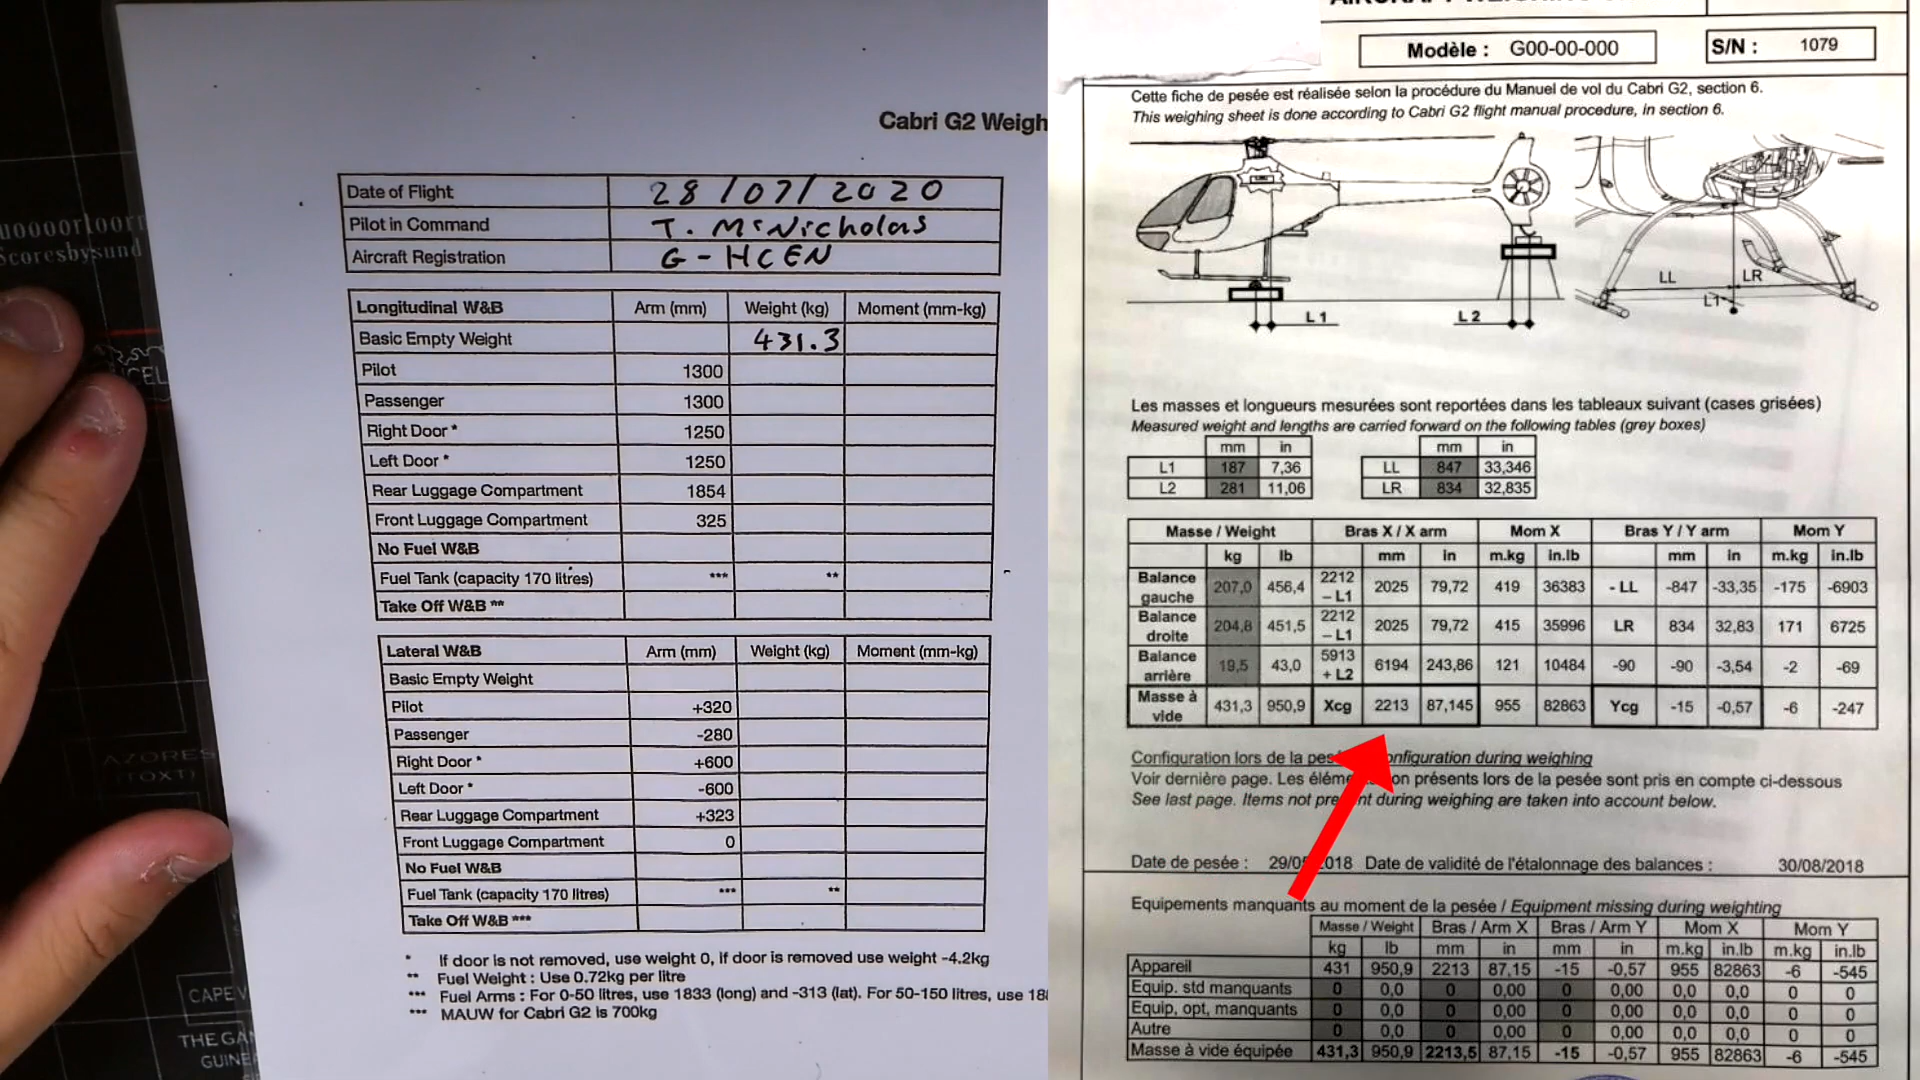 Cabri G2 Weigh
Date of Flight 28/07/2020
Pilot in Command T. McNicholas
Aircraft Registration G-HCEN
Longitudinal W&B Arm (mm) Weight (kg) Moment (mm-kg)
Basic Empty Weight 431.3
Pilot 1300
Passenger 1300
Right Door * 1250
Left Door * 1250
Rear Luggage Compartment 1854
Front Luggage Compartment 325
No Fuel W&B
Fuel Tank (capacity 170 litres) *** **
Take Off W&B **
Lateral W&B Arm (mm) Weight (kg) Moment (mm-kg)
Basic Empty Weight
Pilot +320
Passenger -280
Right Door * +600
Left Door * -600
Rear Luggage Compartment +323
Front Luggage Compartment 0
No Fuel W&B
Fuel Tank (capacity 170 litres) *** **
Take Off W&B ***
* If door is not removed, use weight 0, if door is removed use weight -4.2kg
** Fuel Weight : Use 0.72kg per litre
*** Fuel Arms : For 0-50 litres, use 1833 (long) and -313 (lat). For 50-150 litres, use 18
*** MAUW for Cabri G2 is 700kg
Scoresbysund
AZORES
(TOXT)
CAPE V
THE GA
GUINE
Modèle : G00-00-000 S/N : 1079
Cette fiche de pesée est réalisée selon la procédure du Manuel de vol du Cabri G2, section 6.
This weighing sheet is done according to Cabri G2 flight manual procedure, in section 6.
LL LR
L1
L1 L2
Les masses et longueurs mesurées sont reportées dans les tableaux suivant (cases grisées)
Measured weight and lengths are carried forward on the following tables (grey boxes)
mm in mm in
L1 187 7,36 LL 847 33,346
L2 281 11,06 LR 834 32,835
Masse / Weight Bras X / X arm Mom X Bras Y / Y arm Mom Y
kg lb mm in m.kg in.lb mm in m.kg in.lb
Balance gauche 207,0 456,4 2212 – L1 2025 79,72 419 36383 - LL -847 -33,35 -175 -6903
Balance droite 204,8 451,5 2212 – L1 2025 79,72 415 35996 LR 834 32,83 171 6725
Balance arrière 19,5 43,0 5913 + L2 6194 243,86 121 10484 -90 -90 -3,54 -2 -69
Masse à vide 431,3 950,9 Xcg 2213 87,145 955 82863 Ycg -15 -0,57 -6 -247
Configuration lors de la pes onfiguration during weighing
Voir dernière page. Les élém on présents lors de la pesée sont pris en compte ci-dessous
See last page. Items not pre nt during weighing are taken into account below.
Date de pesée : 29/0 2018 Date de validité de l'étalonnage des balances : 30/08/2018
Equipements manquants au moment de la pesée / Equipment missing during weighting
Masse / Weight Bras / Arm X Bras / Arm Y Mom X Mom Y
kg lb mm in mm in m.kg in.lb m.kg in.lb
Appareil 431 950,9 2213 87,15 -15 -0,57 955 82863 -6 -545
Equip. std manquants 0 0,0 0 0,00 0 0,00 0,0 0,0 0 0
Equip, opt, manquants 0 0,0 0 0,00 0 0,00 0,0 0,0 0 0
Autre 0 0,0 0 0,00 0 0,00 0,0 0,0 0 0
Masse à vide équipée 431,3 950,9 2213,5 87,15 -15 -0,57 955 82863 -6 -545